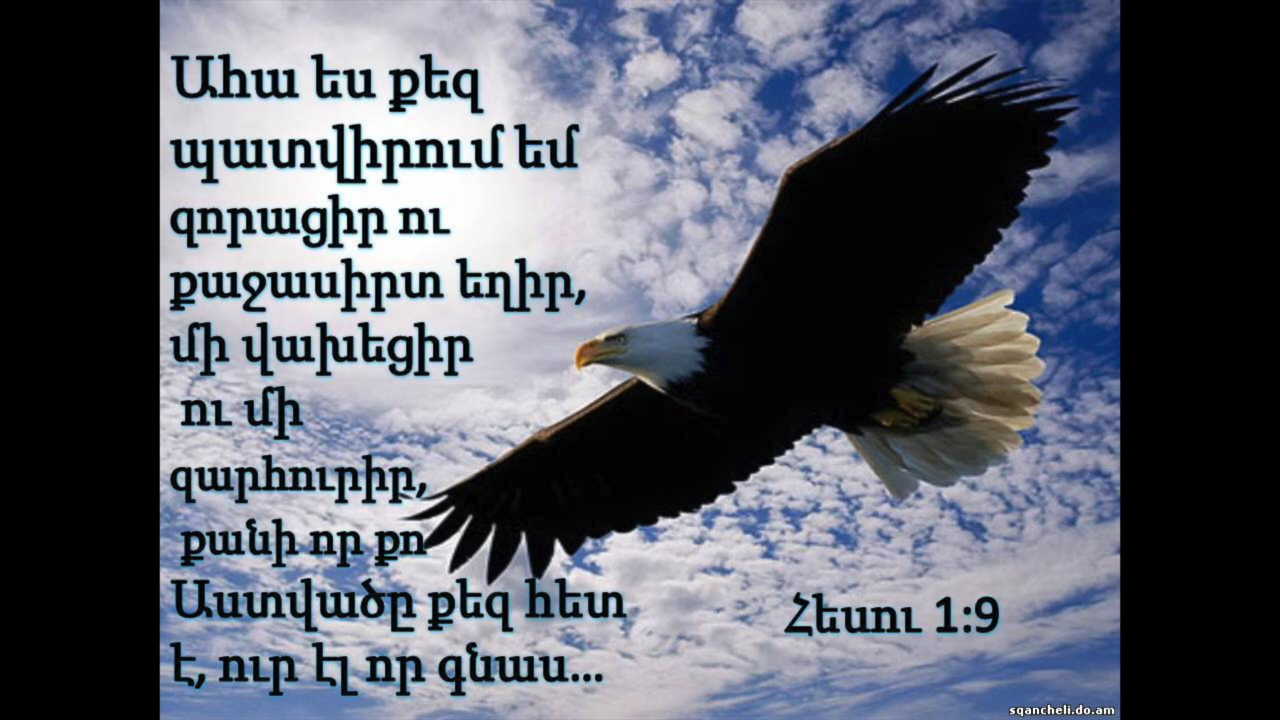 Ահա ես քեզ
պատվիրում եմ
զորացիր ու
քաջասիրտ եղիր,
մի վախեցիր
ու մի
զարհուրիր,
քանի որ քո
Աստվածը քեզ հետ
է, ուր էլ որ գնաս...
Հեսու 1:9
sqancheli.do.am